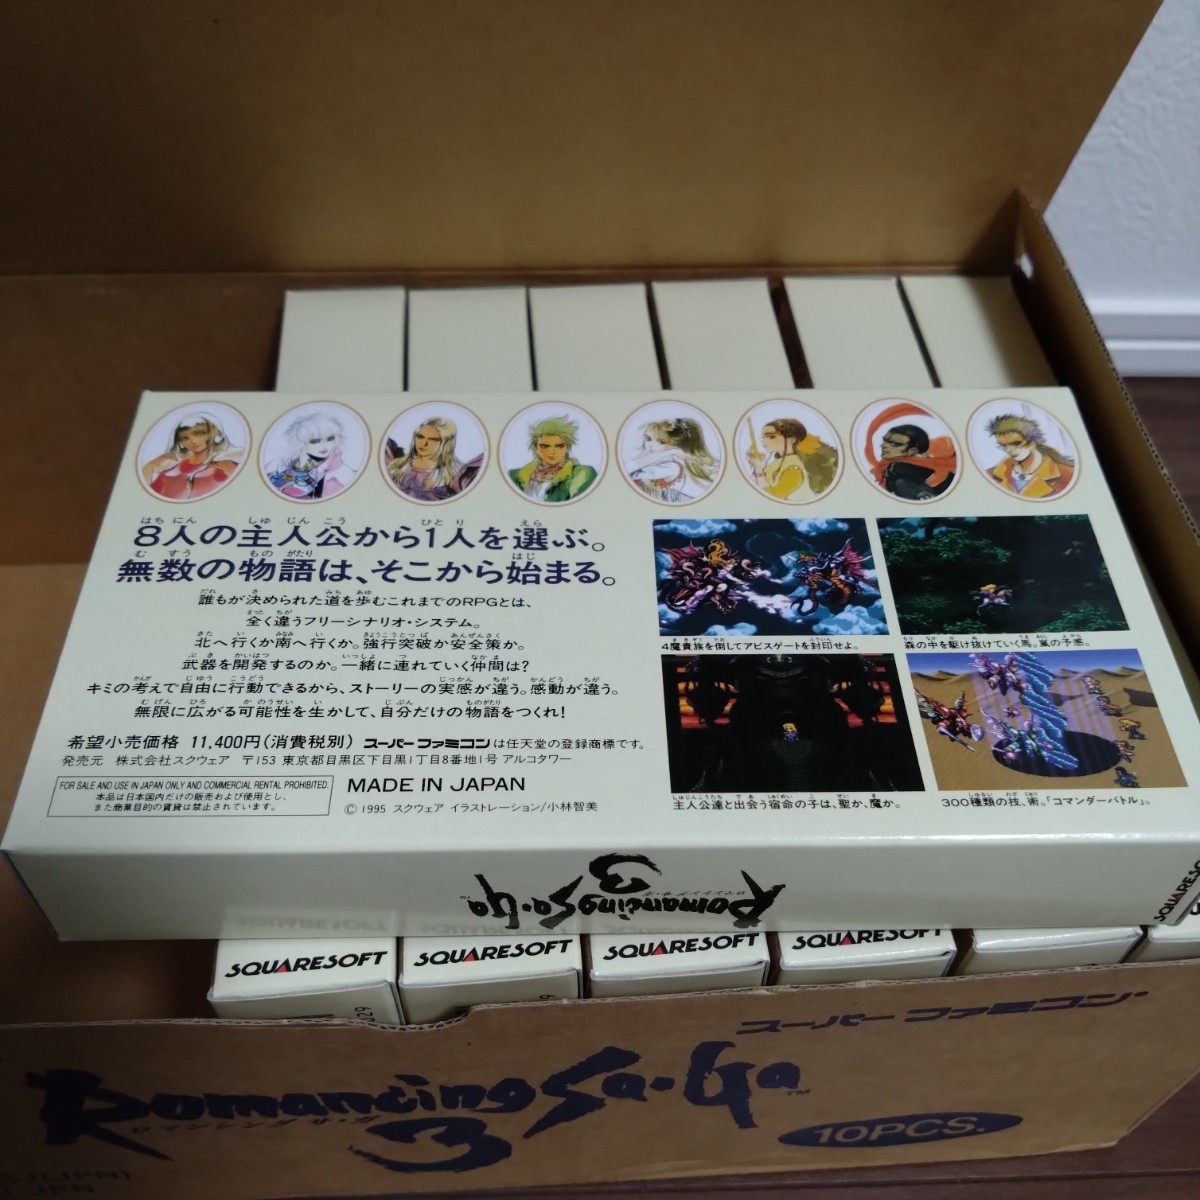 8人の主人公から1人を選ぶ。
無数の物語は、そこから始まる。
誰もが決められた道を歩むこれまでのRPGとは、
全く違うフリーシナリオ・システム。
北へ行くか南へ行くか。強行突破か安全策か。
武器を開発するのか。一緒に連れていく仲間は?
キミの考えで自由に行動できるから、ストーリーの実感が違う。感動が違う。
無限に広がる可能性を生かして、自分だけの物語をつくれ!
希望小売価格 11,400円(消費税別) スーパーファミコンは任天堂の登録商標です。
発売元 株式会社スクウェア 〒153 東京都目黒区下目黒1丁目8番地1号 アルコタワー
FOR SALE AND USE IN JAPAN ONLY AND COMMERCIAL RENTAL PROHIBITED.
本品は日本国内だけの販売および使用とし、
また商業目的の賃貸は禁止されています。
MADE IN JAPAN
© 1995 スクウェア イラストレーション/小林智美
4魔貴族を倒してアビスゲートを封印せよ。
森の中を駆け抜けていく馬。嵐の予感。
主人公達と出会う宿命の子は、聖か、魔か。
300種類の技、術。「コマンダーバトル」。
Romancing Sa・Ga
ロマンシング サ・ガ
3
SQUARESOFT
SQUARESOFT
SQUARESOFT
SQUARESOFT
SQUARESOFT
スーパーファミコン
Romancing Sa・Ga™
ロマンシング サ・ガ
3
10PCS.